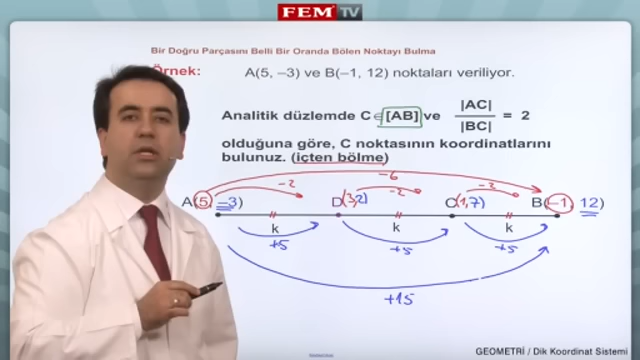 FEM TV
Bir Doğru Parçasını Belli Bir Oranda Bölen Noktayı Bulma
Örnek: A(5, –3) ve B(–1, 12) noktaları veriliyor.
Analitik düzlemde C ∈ [AB] ve |AC| / |BC| = 2
olduğuna göre, C noktasının koordinatlarını
bulunuz. (içten bölme)
-6
-2 -2 -2
A(5, –3) D(3,2) C(1,7) B(–1, 12)
k k k
+5 +5 +5
+15
GEOMETRİ / Dik Koordinat Sistemi